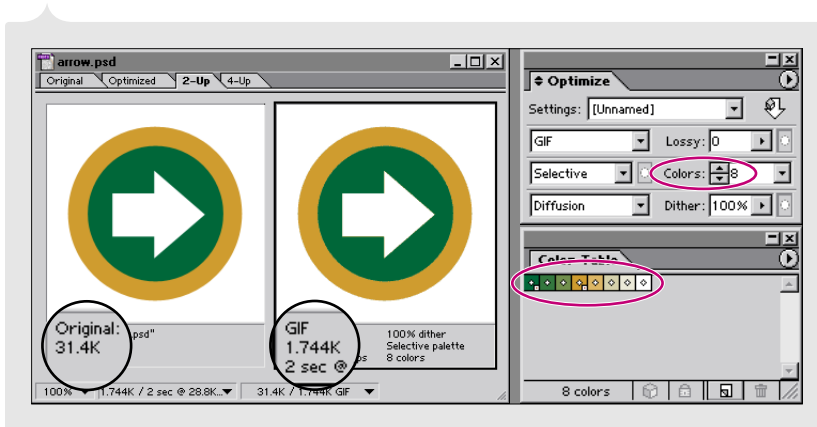 arrow.psd
Original Optimized 2-Up 4-Up
Original:
31.4K
.psd"
GIF
1.744K
2 sec @
100% dither
Selective palette
8 colors
100% 1.744K / 2 sec @ 28.8K... 31.4K / 1.744K GIF
Optimize
Settings: [Unnamed]
GIF Lossy: 0
Selective Colors: 8
Diffusion Dither: 100%
Color Table
8 colors